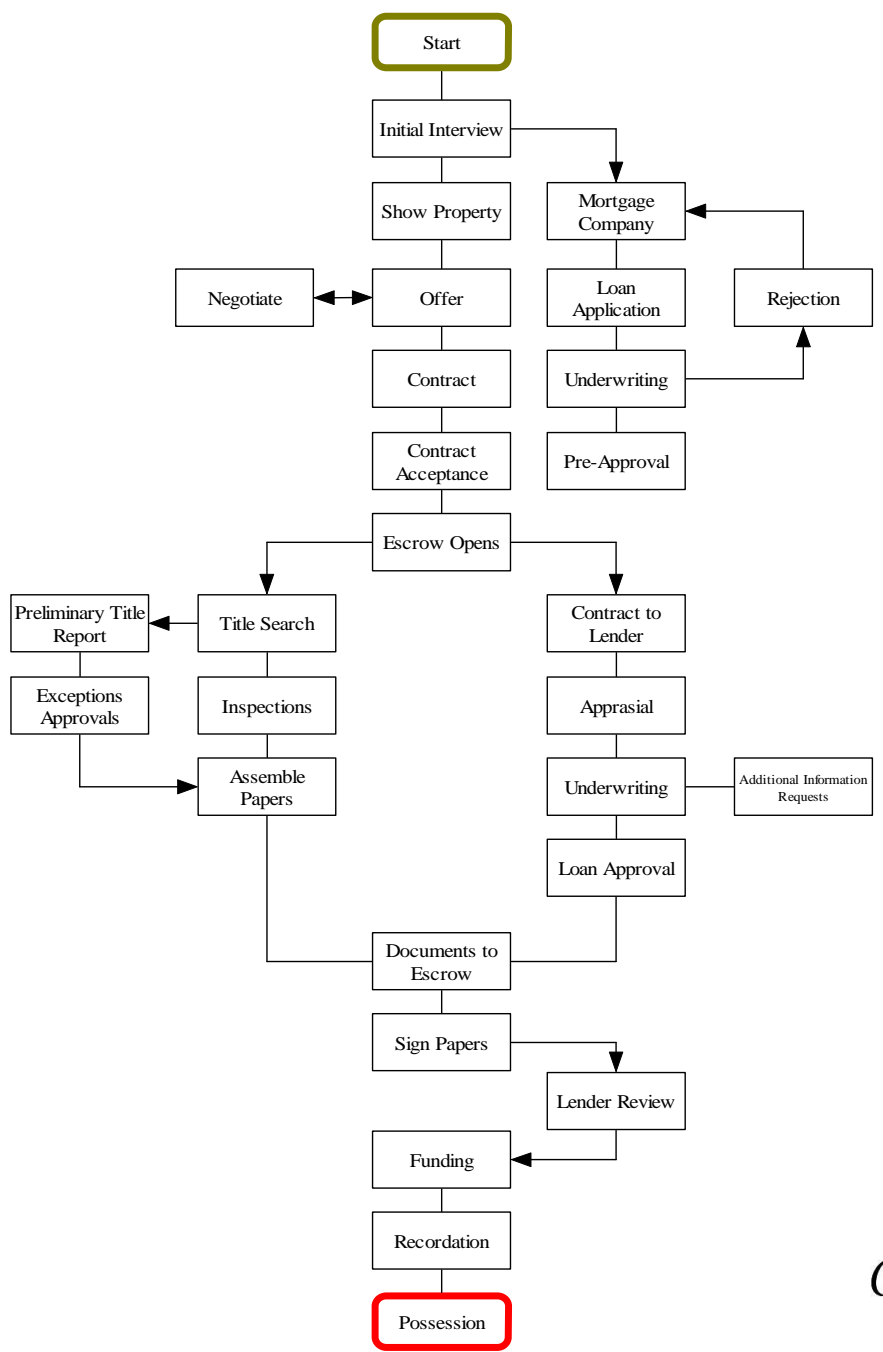 Start
Initial Interview
Show Property
Mortgage
Company
Negotiate
Offer
Loan
Application
Rejection
Contract
Underwriting
Contract
Acceptance
Pre-Approval
Escrow Opens
Preliminary Title
Report
Title Search
Contract to
Lender
Exceptions
Approvals
Inspections
Apprasial
Assemble
Papers
Underwriting
Additional Information
Requests
Loan Approval
Documents to
Escrow
Sign Papers
Lender Review
Funding
Recordation
Possession